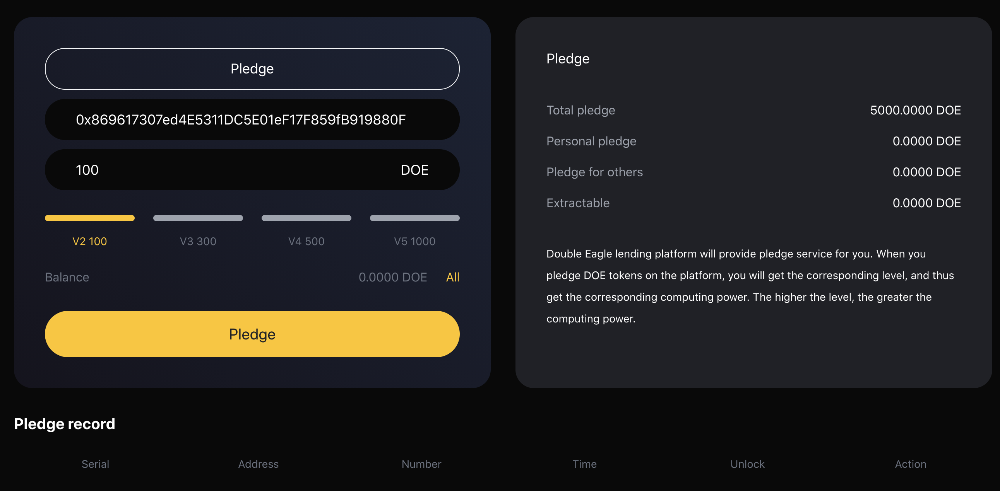 Pledge
0x869617307ed4E5311DC5E01eF17F859fB919880F
100 DOE
V2 100 V3 300 V4 500 V5 1000
Balance 0.0000 DOE All
Pledge
Pledge
Total pledge 5000.0000 DOE
Personal pledge 0.0000 DOE
Pledge for others 0.0000 DOE
Extractable 0.0000 DOE
Double Eagle lending platform will provide pledge service for you. When you
pledge DOE tokens on the platform, you will get the corresponding level, and thus
get the corresponding computing power. The higher the level, the greater the
computing power.
Pledge record
Serial Address Number Time Unlock Action